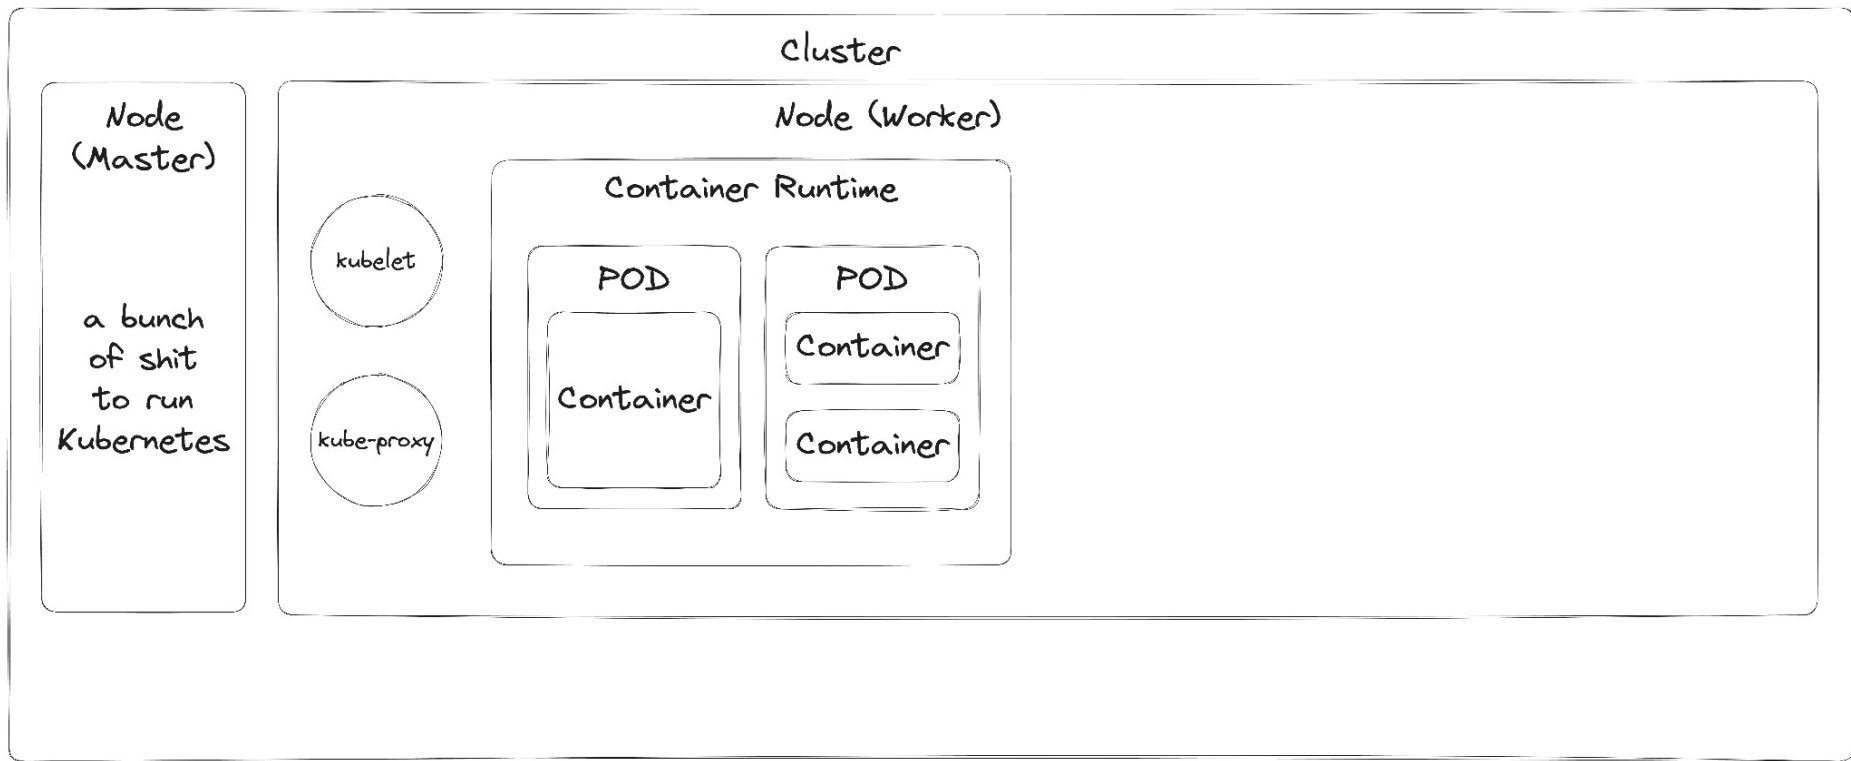 Cluster
Node
(Master)
a bunch
of shit
to run
Kubernetes
Node (Worker)
kubelet
kube-proxy
Container Runtime
POD
Container
POD
Container
Container